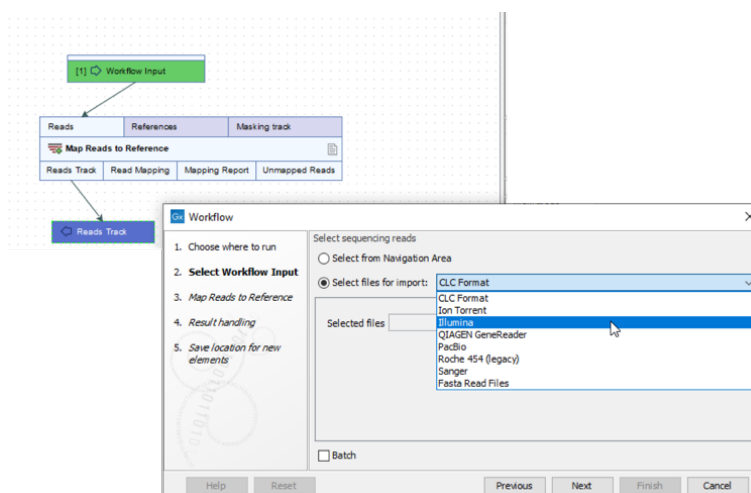 [1] Workflow Input
Reads References Masking track
Map Reads to Reference
Reads Track Read Mapping Mapping Report Unmapped Reads
Reads Track
Gx Workflow
1. Choose where to run
2. Select Workflow Input
3. Map Reads to Reference
4. Result handling
5. Save location for new
elements
Select sequencing reads
Select from Navigation Area
Select files for import: CLC Format
CLC Format
Ion Torrent
Illumina
QIAGEN GeneReader
PacBio
Roche 454 (legacy)
Sanger
Fasta Read Files
Selected files
Batch
Help Reset Previous Next Finish Cancel